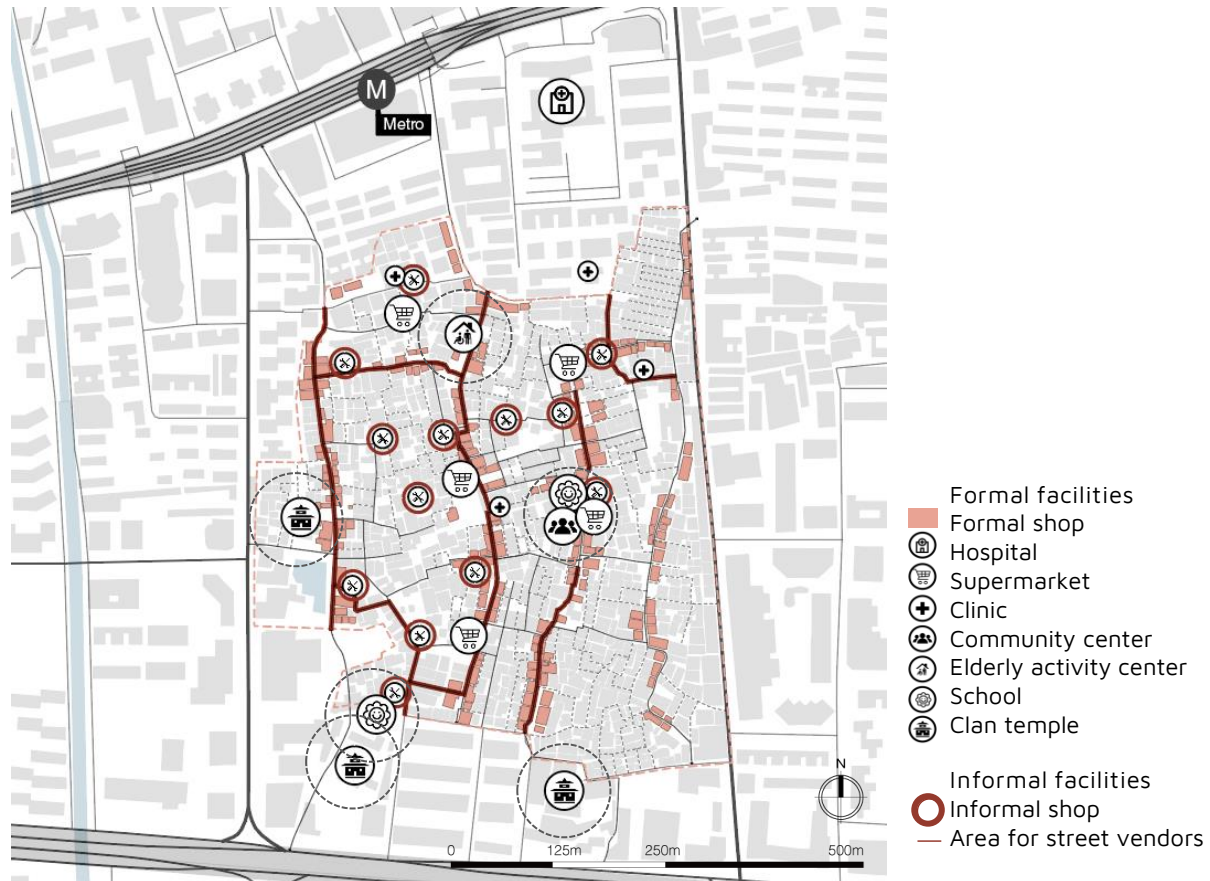 M
Metro
Formal facilities
Formal shop
Hospital
Supermarket
Clinic
Community center
Elderly activity center
School
Clan temple
N
Informal facilities
Informal shop
Area for street vendors
0 125m 250m 500m